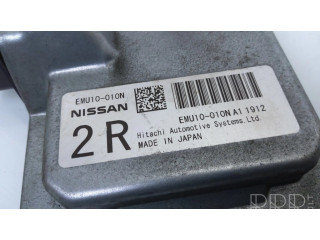 EMU10-010N
NISSAN
EMU10-010N A1 1912
2R
Hitachi Automotive Systems,Ltd
MADE IN JAPAN